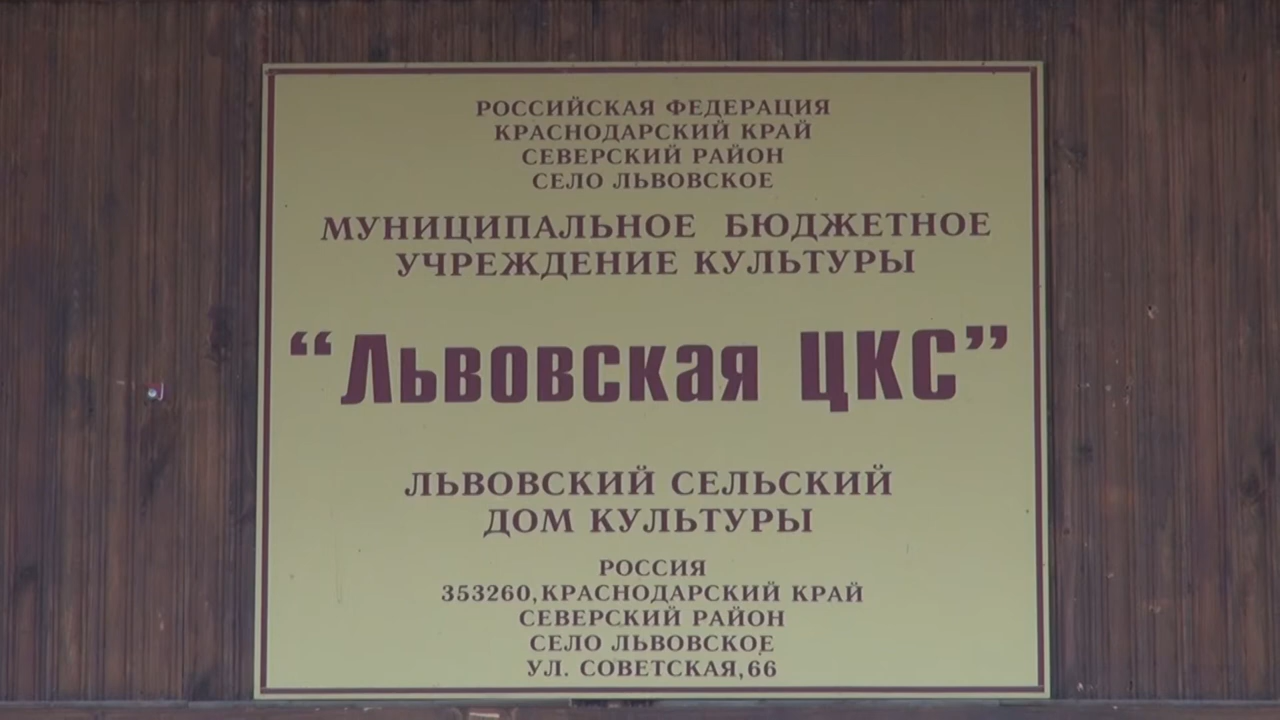 РОССИЙСКАЯ ФЕДЕРАЦИЯ
КРАСНОДАРСКИЙ КРАЙ
СЕВЕРСКИЙ РАЙОН
СЕЛО ЛЬВОВСКОЕ
МУНИЦИПАЛЬНОЕ БЮДЖЕТНОЕ
УЧРЕЖДЕНИЕ КУЛЬТУРЫ
“ЛЬВОВСКАЯ ЦКС”
ЛЬВОВСКИЙ СЕЛЬСКИЙ
ДОМ КУЛЬТУРЫ
РОССИЯ
353260,КРАСНОДАРСКИЙ КРАЙ
СЕВЕРСКИЙ РАЙОН
СЕЛО ЛЬВОВСКОЕ
УЛ. СОВЕТСКАЯ,66